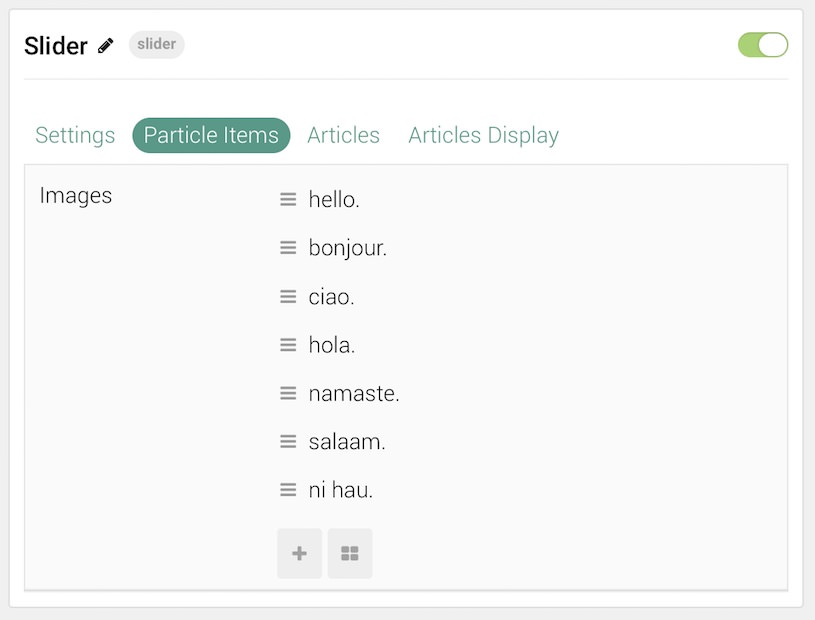 Slider slider
Settings Particle Items Articles Articles Display
Images
hello.
bonjour.
ciao.
hola.
namaste.
salaam.
ni hau.